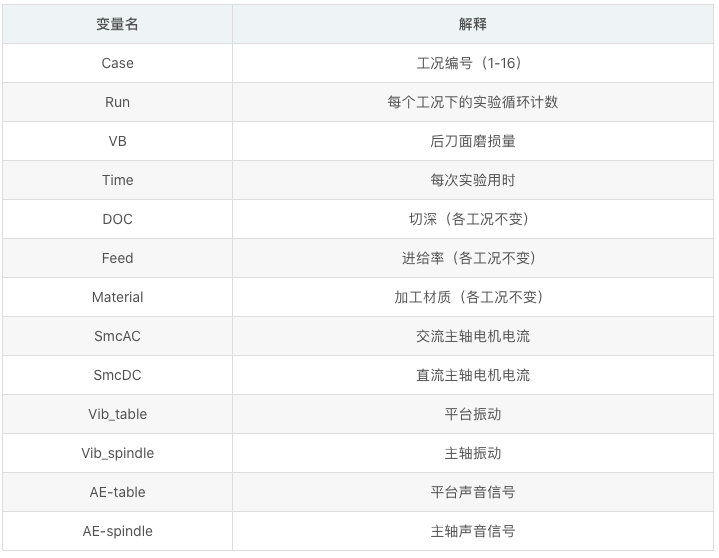 变量名 解释
Case 工况编号（1-16）
Run 每个工况下的实验循环计数
VB 后刀面磨损量
Time 每次实验用时
DOC 切深（各工况不变）
Feed 进给率（各工况不变）
Material 加工材质（各工况不变）
SmcAC 交流主轴电机电流
SmcDC 直流主轴电机电流
Vib_table 平台振动
Vib_spindle 主轴振动
AE-table 平台声音信号
AE-spindle 主轴声音信号